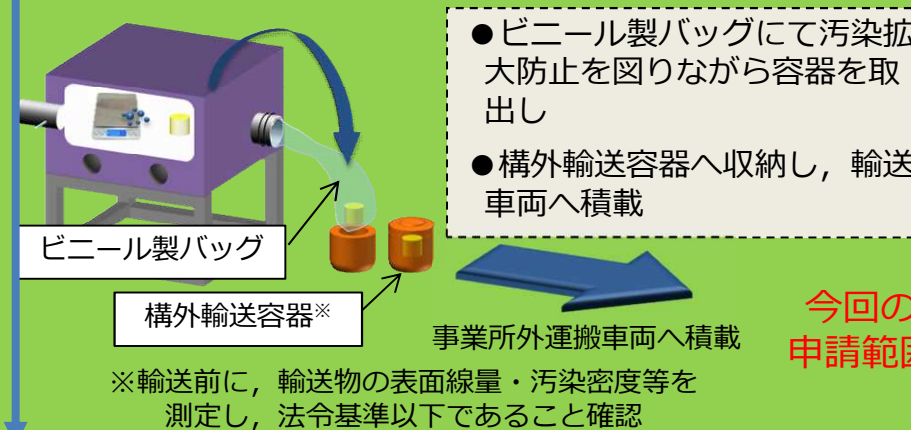 ●ビニール製バッグにて汚染拡
大防止を図りながら容器を取
出し
●構外輸送容器へ収納し，輸送
車両へ積載
ビニール製バッグ
構外輸送容器※
事業所外運搬車両へ積載
今回の
申請範囲
※輸送前に，輸送物の表面線量・汚染密度等を
測定し，法令基準以下であること確認